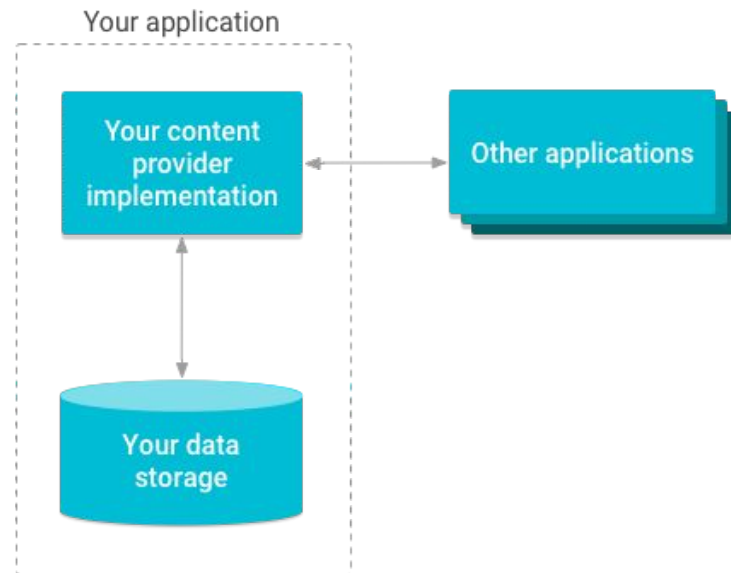 Your application
Your content
provider
implementation
Other applications
Your data
storage